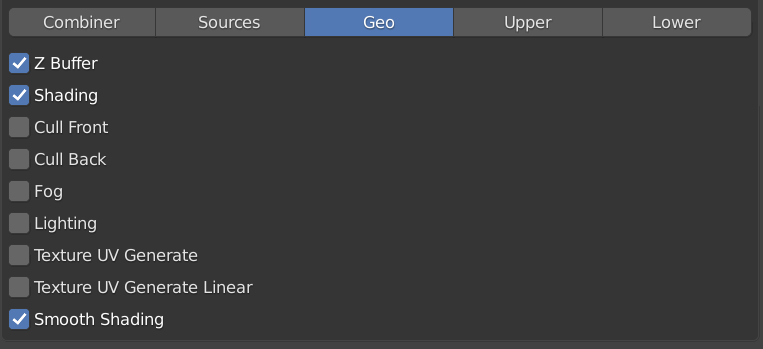 Combiner Sources Geo Upper Lower
Z Buffer
Shading
Cull Front
Cull Back
Fog
Lighting
Texture UV Generate
Texture UV Generate Linear
Smooth Shading